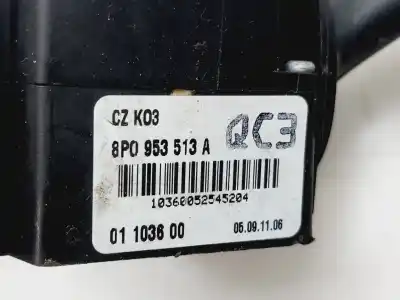 CZ K03
QC3
8P0 953 513 A
10360052545204
01 1036 00
05.09.11.06